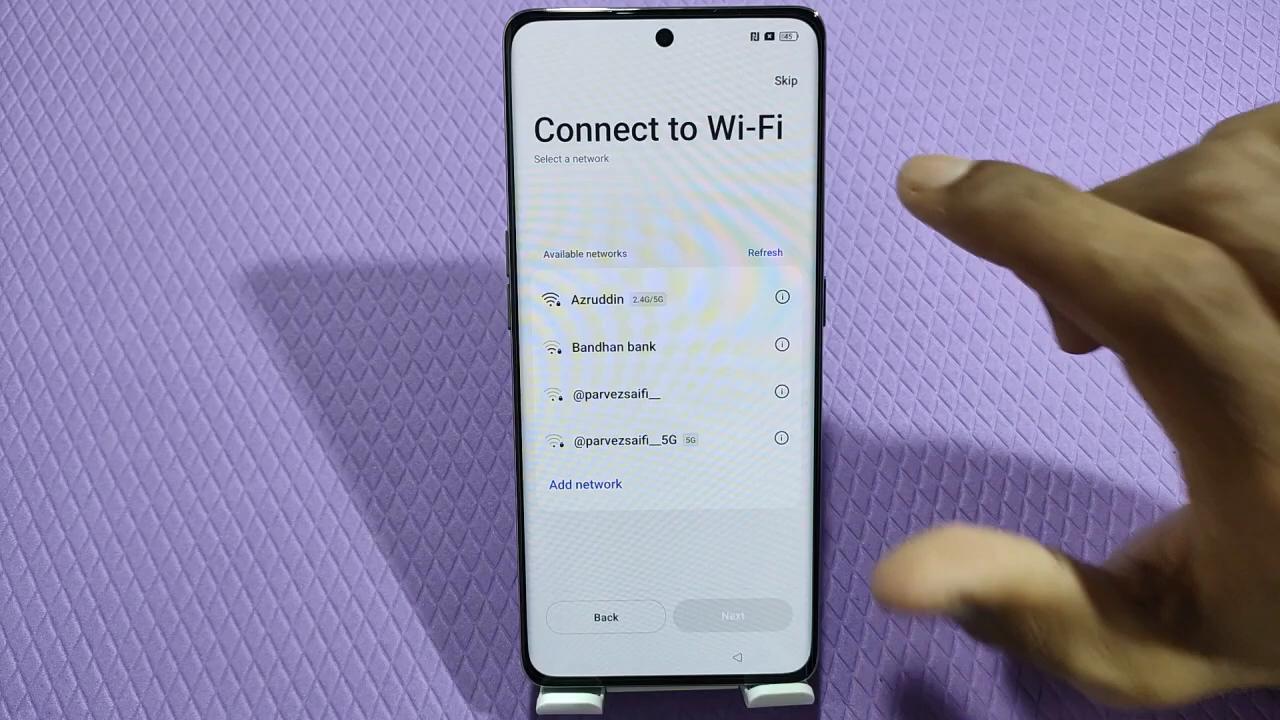 45
Skip
Connect to Wi-Fi
Select a network
Available networks Refresh
Azruddin 2.4G/5G
Bandhan bank
@parvezsaifi__
@parvezsaifi__5G 5G
Add network
Back Next